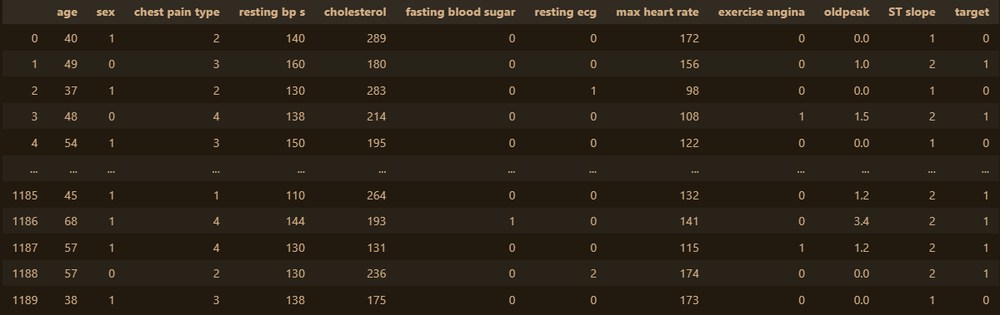 age sex chest pain type resting bp s cholesterol fasting blood sugar resting ecg max heart rate exercise angina oldpeak ST slope target
0 40 1 2 140 289 0 0 172 0 0.0 1 0
1 49 0 3 160 180 0 0 156 0 1.0 2 1
2 37 1 2 130 283 0 1 98 0 0.0 1 0
3 48 0 4 138 214 0 0 108 1 1.5 2 1
4 54 1 3 150 195 0 0 122 0 0.0 1 0
... ... ... ... ... ... ... ... ... ... ... ... ...
1185 45 1 1 110 264 0 0 132 0 1.2 2 1
1186 68 1 4 144 193 1 0 141 0 3.4 2 1
1187 57 1 4 130 131 0 0 115 1 1.2 2 1
1188 57 0 2 130 236 0 2 174 0 0.0 2 1
1189 38 1 3 138 175 0 0 173 0 0.0 1 0